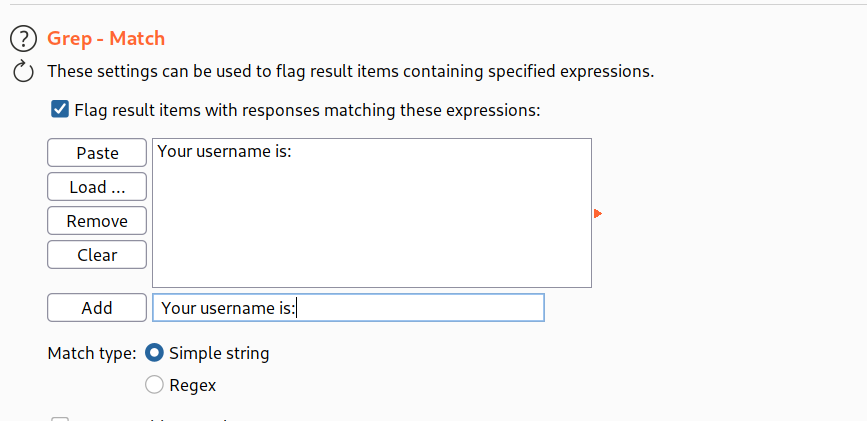 Grep - Match
These settings can be used to flag result items containing specified expressions.
Flag result items with responses matching these expressions:
Paste
Your username is:
Load ...
Remove
Clear
Add
Your username is:
Match type:
Simple string
Regex